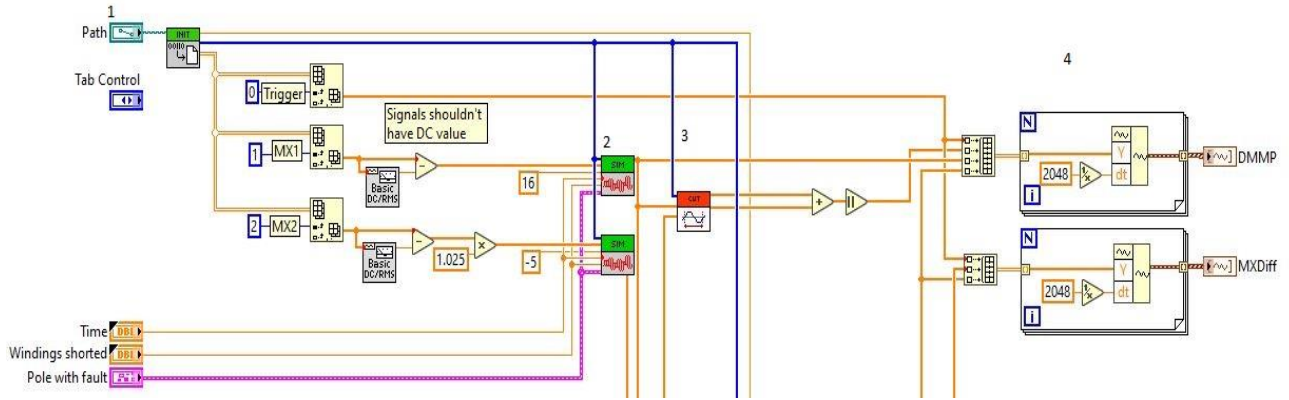 1
Path
INIT
Tab Control
0
Trigger
1
MX1
2
MX2
Signals shouldn't
have DC value
Basic
DC/RMS
Basic
DC/RMS
-
-
1.025
×
16
-5
2
SIM
SIM
3
CUT
+
||
4
N
2048
1/x
Y
dt
i
DMMP
N
2048
1/x
Y
dt
i
MXDiff
Time
DBL
Windings shorted
DBL
Pole with fault